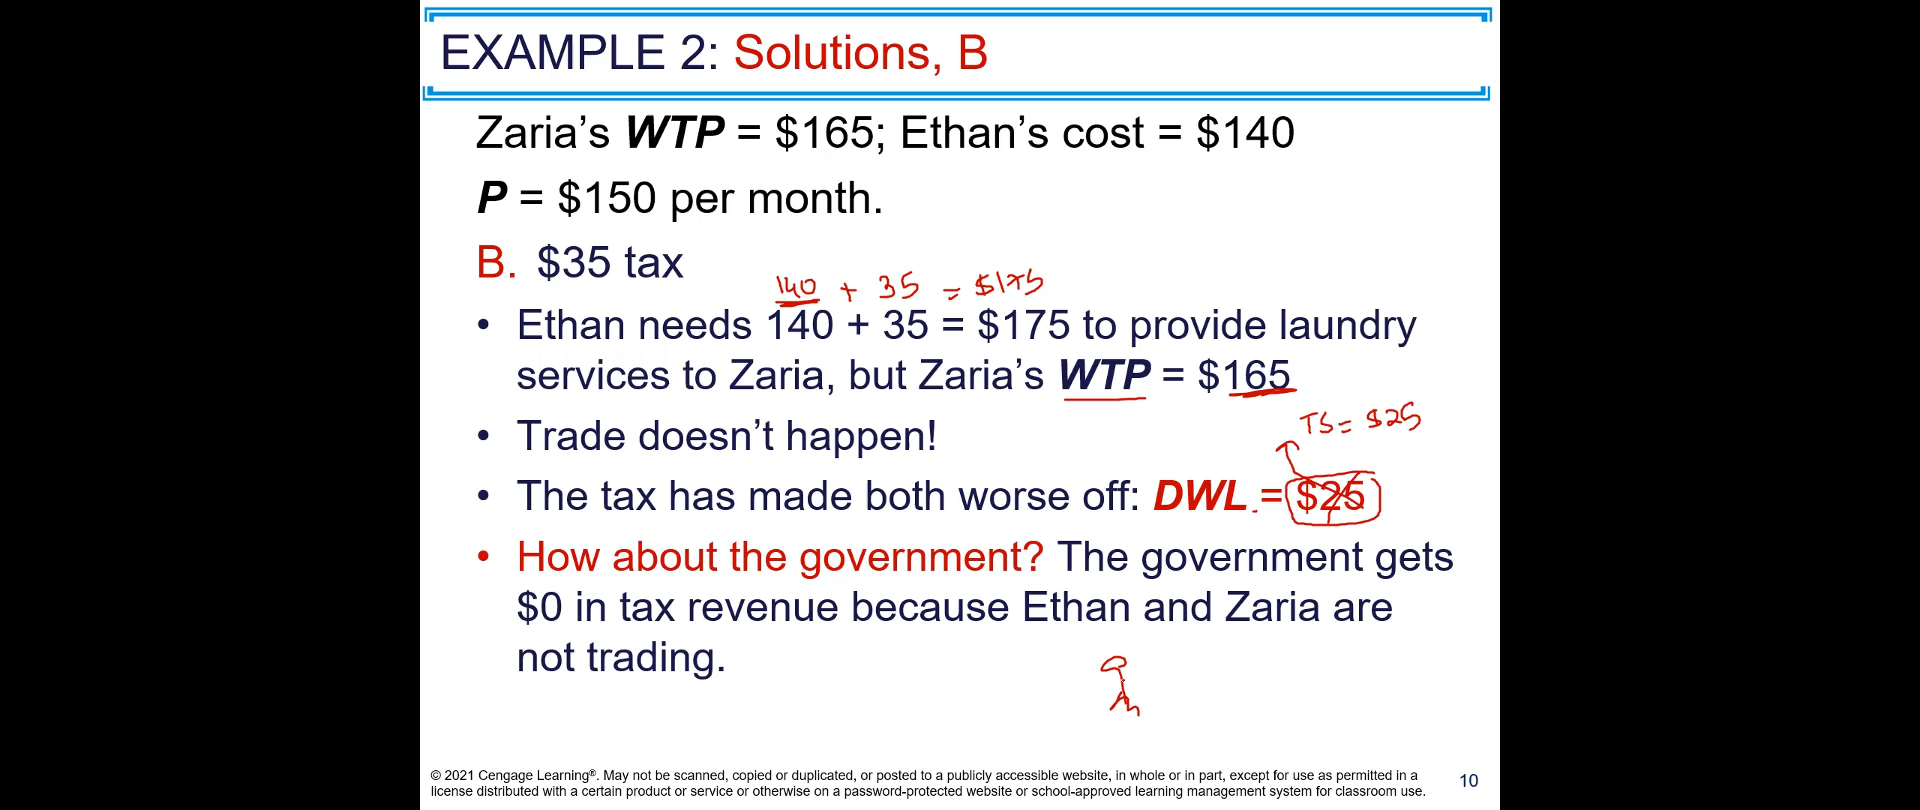 EXAMPLE 2: Solutions, B
Zaria's WTP = $165; Ethan's cost = $140
P = $150 per month.
B. $35 tax
140 + 35 = $175
• Ethan needs 140 + 35 = $175 to provide laundry
services to Zaria, but Zaria's WTP = $165
• Trade doesn't happen!
TS = $25
• The tax has made both worse off: DWL = $25
• How about the government? The government gets
$0 in tax revenue because Ethan and Zaria are
not trading.
© 2021 Cengage Learning®. May not be scanned, copied or duplicated, or posted to a publicly accessible website, in whole or in part, except for use as permitted in a
license distributed with a certain product or service or otherwise on a password-protected website or school-approved learning management system for classroom use.
10